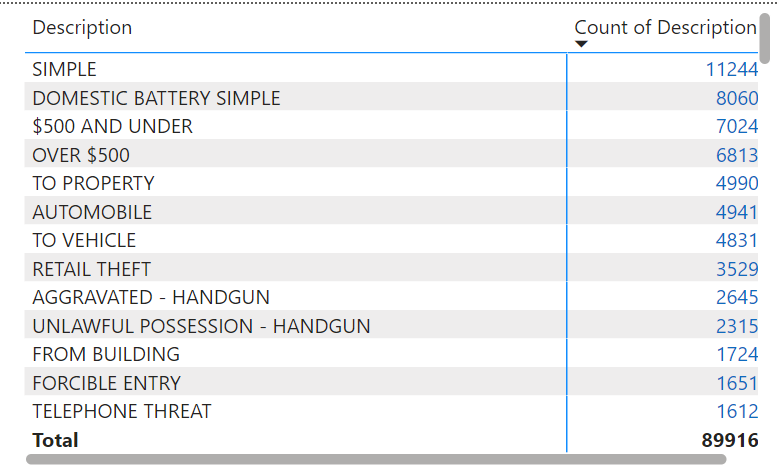 Description Count of Description
SIMPLE 11244
DOMESTIC BATTERY SIMPLE 8060
$500 AND UNDER 7024
OVER $500 6813
TO PROPERTY 4990
AUTOMOBILE 4941
TO VEHICLE 4831
RETAIL THEFT 3529
AGGRAVATED - HANDGUN 2645
UNLAWFUL POSSESSION - HANDGUN 2315
FROM BUILDING 1724
FORCIBLE ENTRY 1651
TELEPHONE THREAT 1612
Total 89916